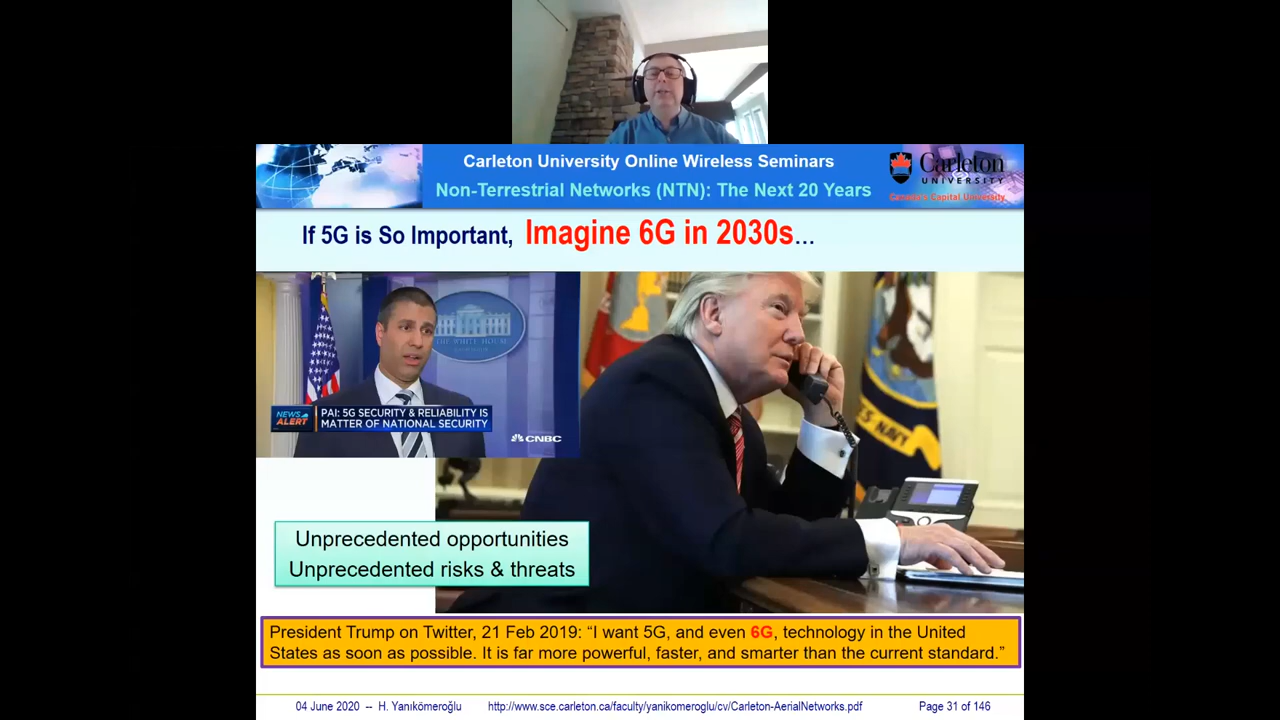 Carleton University Online Wireless Seminars
Non-Terrestrial Networks (NTN): The Next 20 Years
Carleton
UNIVERSITY
Canada's Capital University
If 5G is So Important, Imagine 6G in 2030s...
THE WHITE HOUSE
NEWS ALERT
PAI: 5G SECURITY & RELIABILITY IS
MATTER OF NATIONAL SECURITY
CNBC
ES NAVY
Unprecedented opportunities
Unprecedented risks & threats
President Trump on Twitter, 21 Feb 2019: “I want 5G, and even 6G, technology in the United
States as soon as possible. It is far more powerful, faster, and smarter than the current standard.”
04 June 2020 -- H. Yanıkömeroğlu http://www.sce.carleton.ca/faculty/yanikomeroglu/cv/Carleton-AerialNetworks.pdf Page 31 of 146